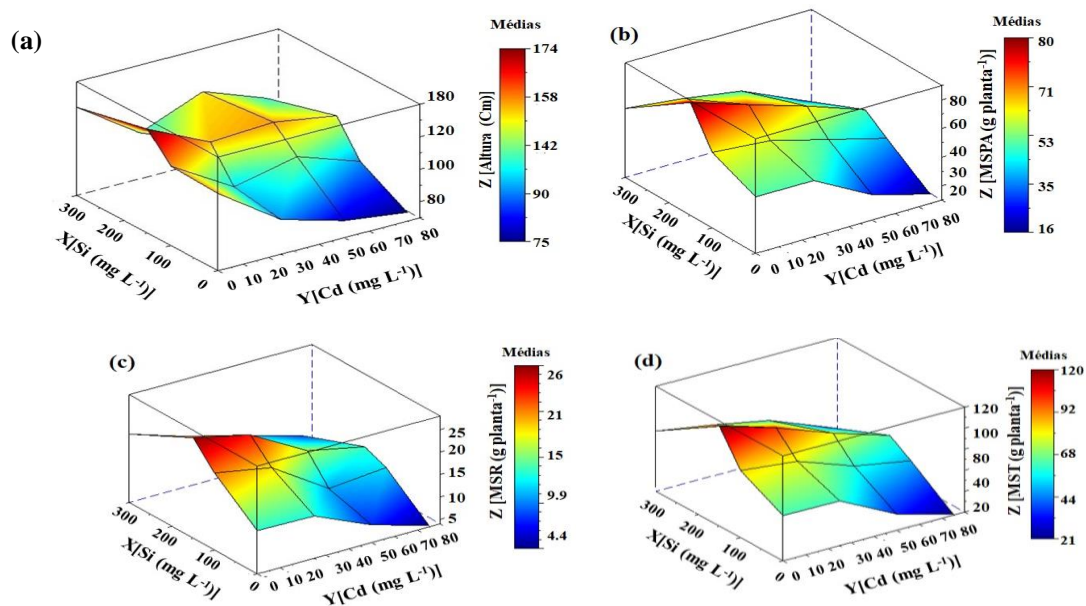 (a)
Médias
174
158
142
90
75
Z [Altura (Cm)]
180
120
100
80
X[Si (mg L⁻¹)]
300
200
100
0
Y[Cd (mg L⁻¹)]
0 10 20 30 40 50 60 70 80
(b)
Médias
80
71
63
53
35
16
Z [MSPA (g planta⁻¹)]
80
60
50
40
30
20
X[Si (mg L⁻¹)]
300
200
100
0
Y[Cd (mg L⁻¹)]
0 10 20 30 40 50 60 70 80
(c)
Médias
26
21
15
9.9
4.4
Z [MSR (g planta⁻¹)]
25
20
15
10
5
X[Si (mg L⁻¹)]
300
200
100
0
Y[Cd (mg L⁻¹)]
0 10 20 30 40 50 60 70 80
(d)
Médias
120
92
68
44
21
Z [MST (g planta⁻¹)]
120
100
80
40
20
X[Si (mg L⁻¹)]
300
200
100
0
Y[Cd (mg L⁻¹)]
0 10 20 30 40 50 60 70 80